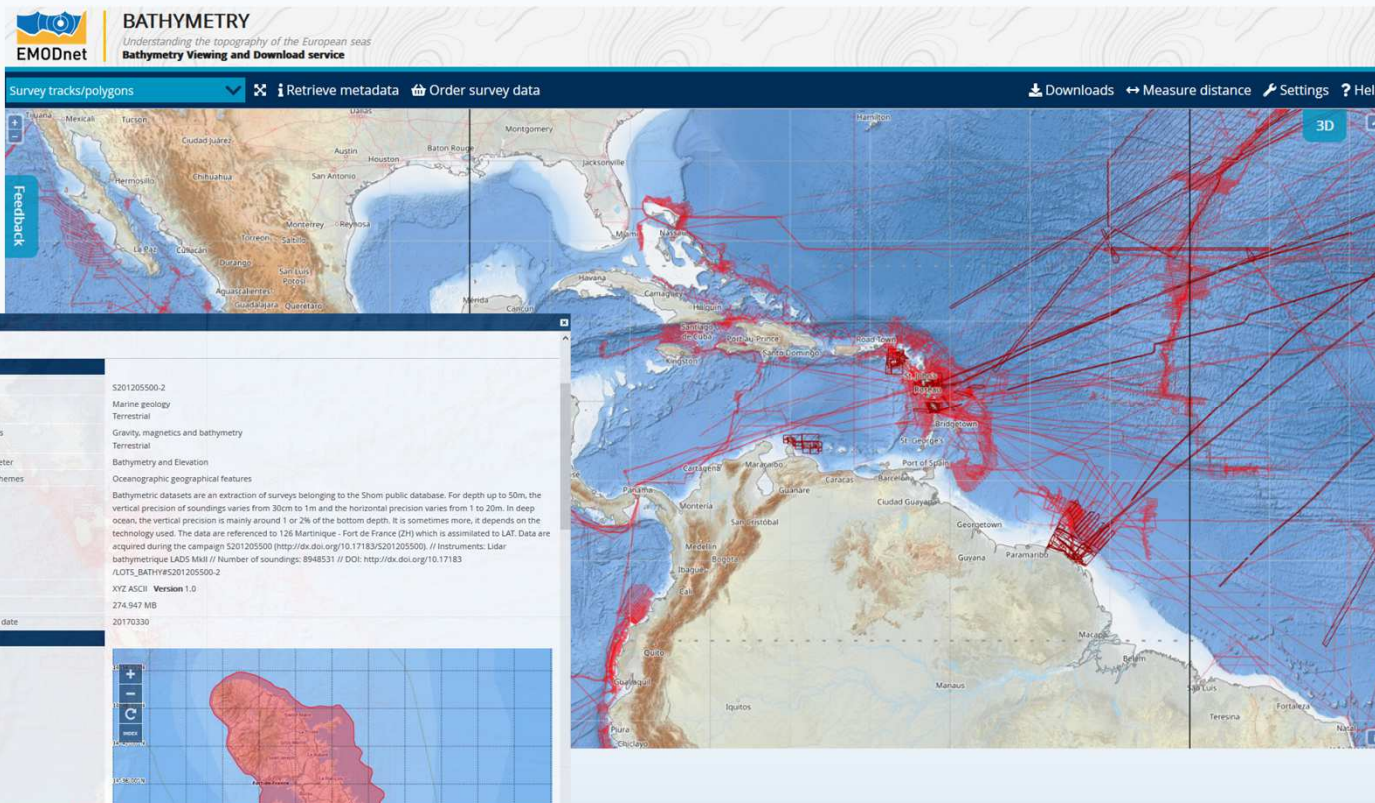 EMODnet
BATHYMETRY
Understanding the topography of the European seas
Bathymetry Viewing and Download service
Survey tracks/polygons
Retrieve metadata
Order survey data
Downloads
Measure distance
Settings
? Hel
3D
Feedback
Tijuana
Mexicali
Tucson
Ciudad Juárez
Dallas
Austin
Houston
San Antonio
Baton Rouge
Montgomery
Jacksonville
Hamilton
Hermosillo
Chihuahua
Monterrey
Reynosa
La Paz
Culiacán
Torreon
Saltillo
Durango
San Luis
Potosí
Aguascalientes
Guadalajara
Querétaro
Mérida
Cancún
Miami
Nassau
Havana
Camagüey
Holguín
Santiago
de Cuba
Port-au-Prince
Santo Domingo
Kingston
Road Town
Roseau
Bridgetown
St. George's
Port of Spain
Barcelona
Caracas
Maracaibo
Cartagena
Guanare
Panama
Montería
San Cristóbal
Ciudad Guayana
Georgetown
Paramaribo
Guyana
Medellín
Bogotá
Ibagué
Cali
Quito
Guayaquil
Piura
Chiclayo
Iquitos
Manaus
Macapá
Belém
São Luís
Teresina
Fortaleza
Natal
S201205500-2
Marine geology
Terrestrial
s
Gravity, magnetics and bathymetry
Terrestrial
eter
Bathymetry and Elevation
hemes
Oceanographic geographical features
Bathymetric datasets are an extraction of surveys belonging to the Shom public database. For depth up to 50m, the
vertical precision of soundings varies from 30cm to 1m and the horizontal precision varies from 1 to 20m. In deep
ocean, the vertical precision is mainly around 1 or 2% of the bottom depth. It is sometimes more, it depends on the
technology used. The data are referenced to 126 Martinique - Fort de France (ZH) which is assimilated to LAT. Data are
acquired during the campaign S201205500 (http://dx.doi.org/10.17183/S201205500). // Instruments: Lidar
bathymetrique LADS MkII // Number of soundings: 8948531 // DOI: http://dx.doi.org/10.17183
/LOTS_BATHY#S201205500-2
XYZ ASCII Version 1.0
274.947 MB
date
20170330
INDEX
Fort-de-France